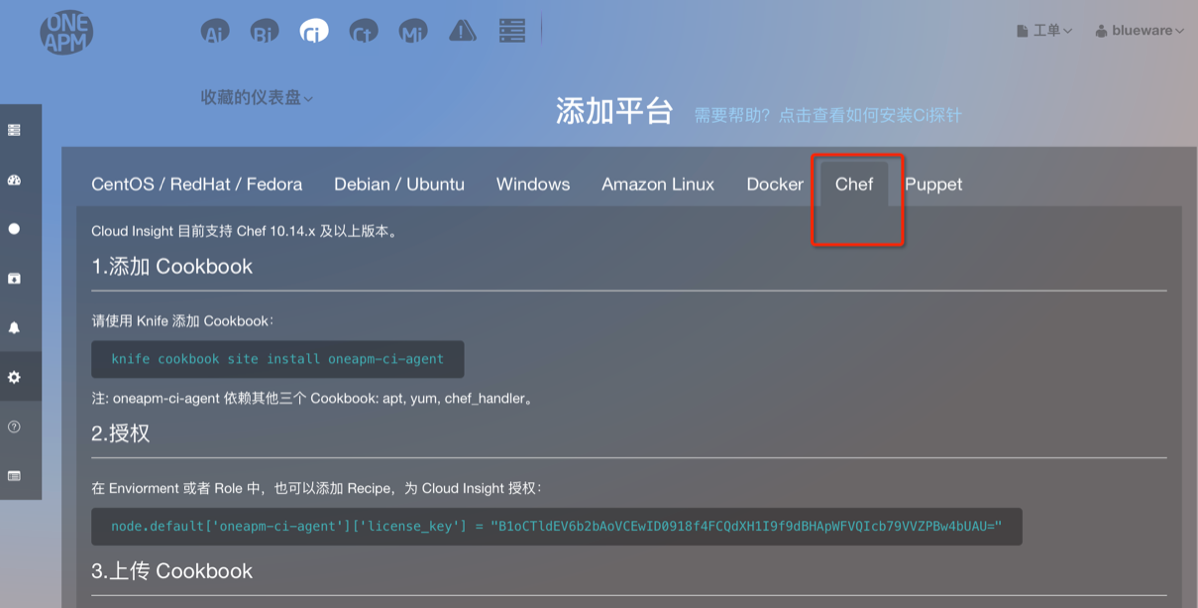 ONE
APM
Ai
Bi
Ci
Ct
Mi
工单
blueware
收藏的仪表盘
添加平台
需要帮助？点击查看如何安装Ci探针
CentOS / RedHat / Fedora
Debian / Ubuntu
Windows
Amazon Linux
Docker
Chef
Puppet
Cloud Insight 目前支持 Chef 10.14.x 及以上版本。
1.添加 Cookbook
请使用 Knife 添加 Cookbook：
knife cookbook site install oneapm-ci-agent
注: oneapm-ci-agent 依赖其他三个 Cookbook: apt, yum, chef_handler。
2.授权
在 Enviorment 或者 Role 中，也可以添加 Recipe，为 Cloud Insight 授权：
node.default['oneapm-ci-agent']['license_key'] = "B1oCTldEV6b2bAoVCEwID0918f4FCQdXH1I9f9dBHApWFVQIcb79VVZPBw4bUAU="
3.上传 Cookbook